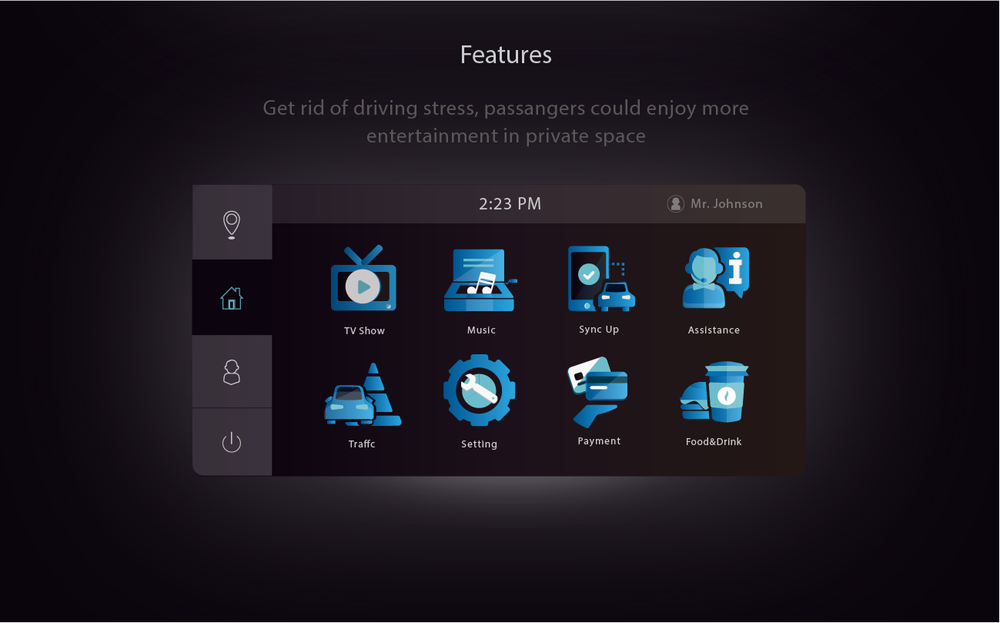 Features
Get rid of driving stress, passangers could enjoy more
entertainment in private space
2:23 PM
Mr. Johnson
TV Show
Music
Sync Up
Assistance
Traffc
Setting
Payment
Food&Drink